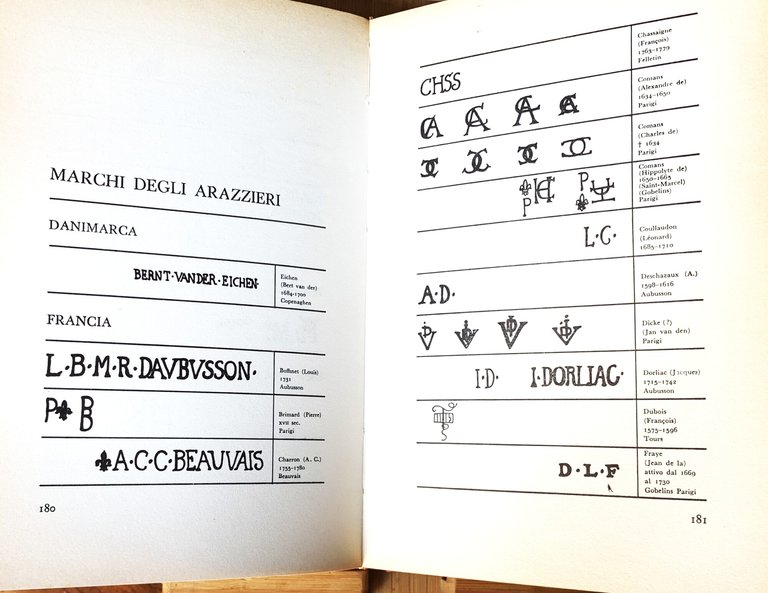 MARCHI DEGLI ARAZZIERI
DANIMARCA
BERNT·VANDER·EICHEN·
Eichen
(Bert van der)
1684-1700
Copenaghen
FRANCIA
L·B·M·R·DAVBVSSON·
Buffinet (Louis)
1731
Aubusson
P B
Brimard (Pierre)
XVII sec.
Parigi
A·C·C·BEAUVAIS
Charron (A. C.)
1755-1780
Beauvais
180
CHSS
Chassaigne
(François)
1763-1779
Felletin
Comans
(Alexandre de)
1634-1650
Parigi
Comans
(Charles de)
† 1634
Parigi
P P
Comans
(Hippolyte de)
1650-1665
(Saint-Marcel)
(Gobelins)
Parigi
L·C·
Coullaudon
(Léonard)
1685-1710
A·D·
Deschazaux (A.)
1598-1616
Aubusson
Dicke (?)
(Jan van den)
Parigi
I·D· I·DORLIAC·
Dorliac (Jacques)
1715-1742
Aubusson
Dubois
(François)
1575-1596
Tours
D·L·F
Fraye
(Jean de la)
attivo dal 1669
al 1730
Gobelins Parigi
181